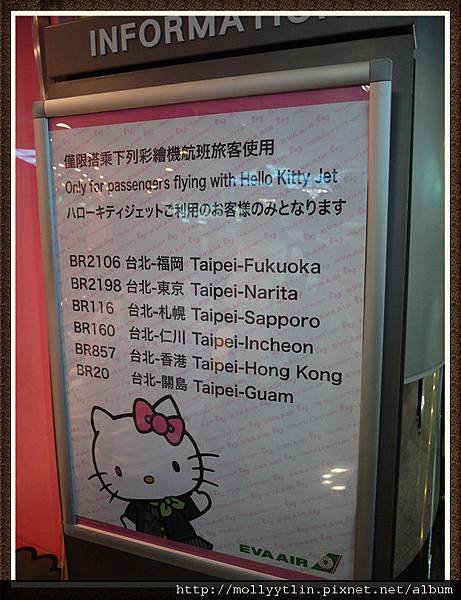 INFORMATION
僅限搭乘下列彩繪機航班旅客使用
Only for passengers flying with Hello Kitty Jet
ハローキティジェットご利用のお客様のみとなります
BR2106 台北-福岡 Taipei-Fukuoka
BR2198 台北-東京 Taipei-Narita
BR116 台北-札幌 Taipei-Sapporo
BR160 台北-仁川 Taipei-Incheon
BR857 台北-香港 Taipei-Hong Kong
BR20 台北-關島 Taipei-Guam
EVA AIR
http://mollyytlin.pixnet.net/album